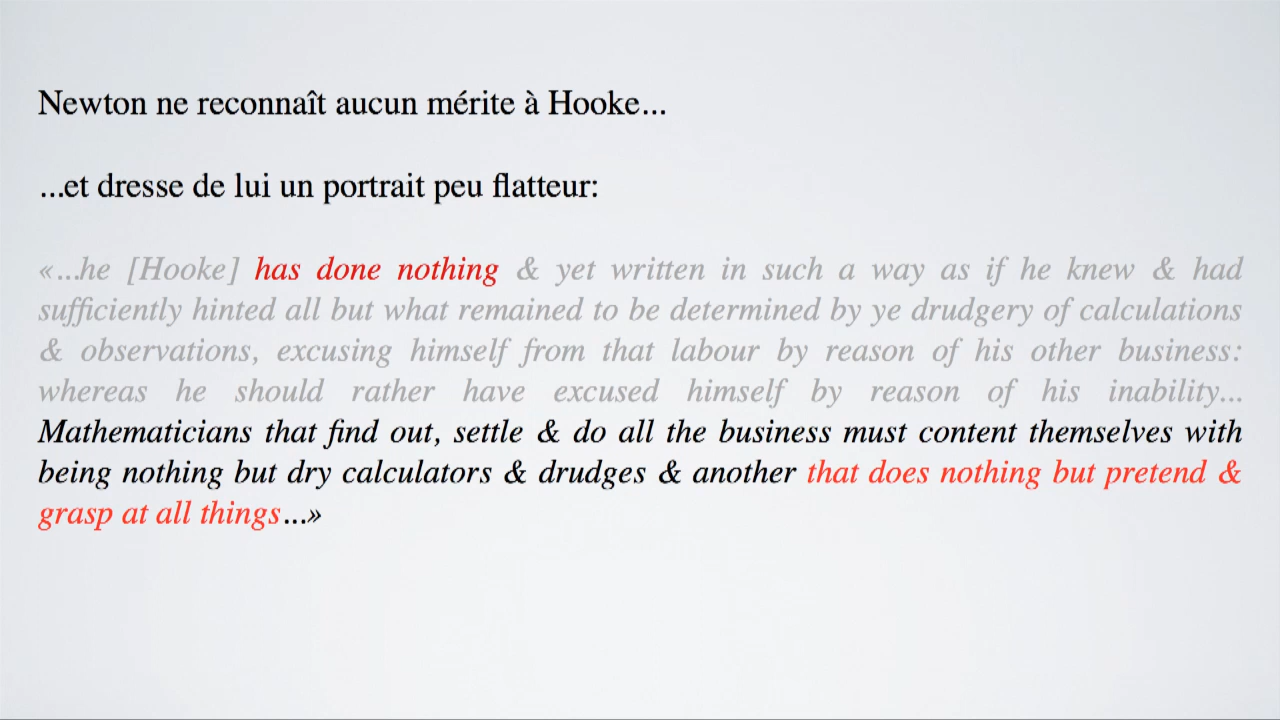 Newton ne reconnaît aucun mérite à Hooke...
...et dresse de lui un portrait peu flatteur:
«...he [Hooke] has done nothing & yet written in such a way as if he knew & had
sufficiently hinted all but what remained to be determined by ye drudgery of calculations
& observations, excusing himself from that labour by reason of his other business:
whereas he should rather have excused himself by reason of his inability...
Mathematicians that find out, settle & do all the business must content themselves with
being nothing but dry calculators & drudges & another that does nothing but pretend &
grasp at all things...»